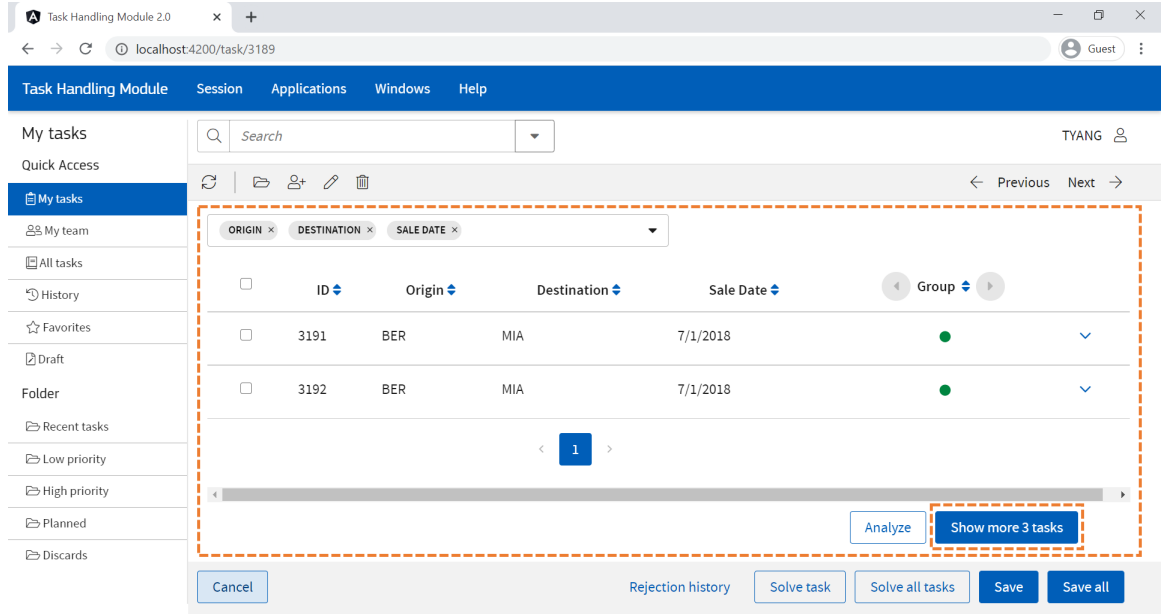 Task Handling Module 2.0
localhost:4200/task/3189
Guest
Task Handling Module Session Applications Windows Help
My tasks
Quick Access
My tasks
My team
All tasks
History
Favorites
Draft
Folder
Recent tasks
Low priority
High priority
Planned
Discards
Search
TYANG
Previous Next
ORIGIN × DESTINATION × SALE DATE ×
ID Origin Destination Sale Date Group
3191 BER MIA 7/1/2018
3192 BER MIA 7/1/2018
1
Analyze Show more 3 tasks
Cancel Rejection history Solve task Solve all tasks Save Save all